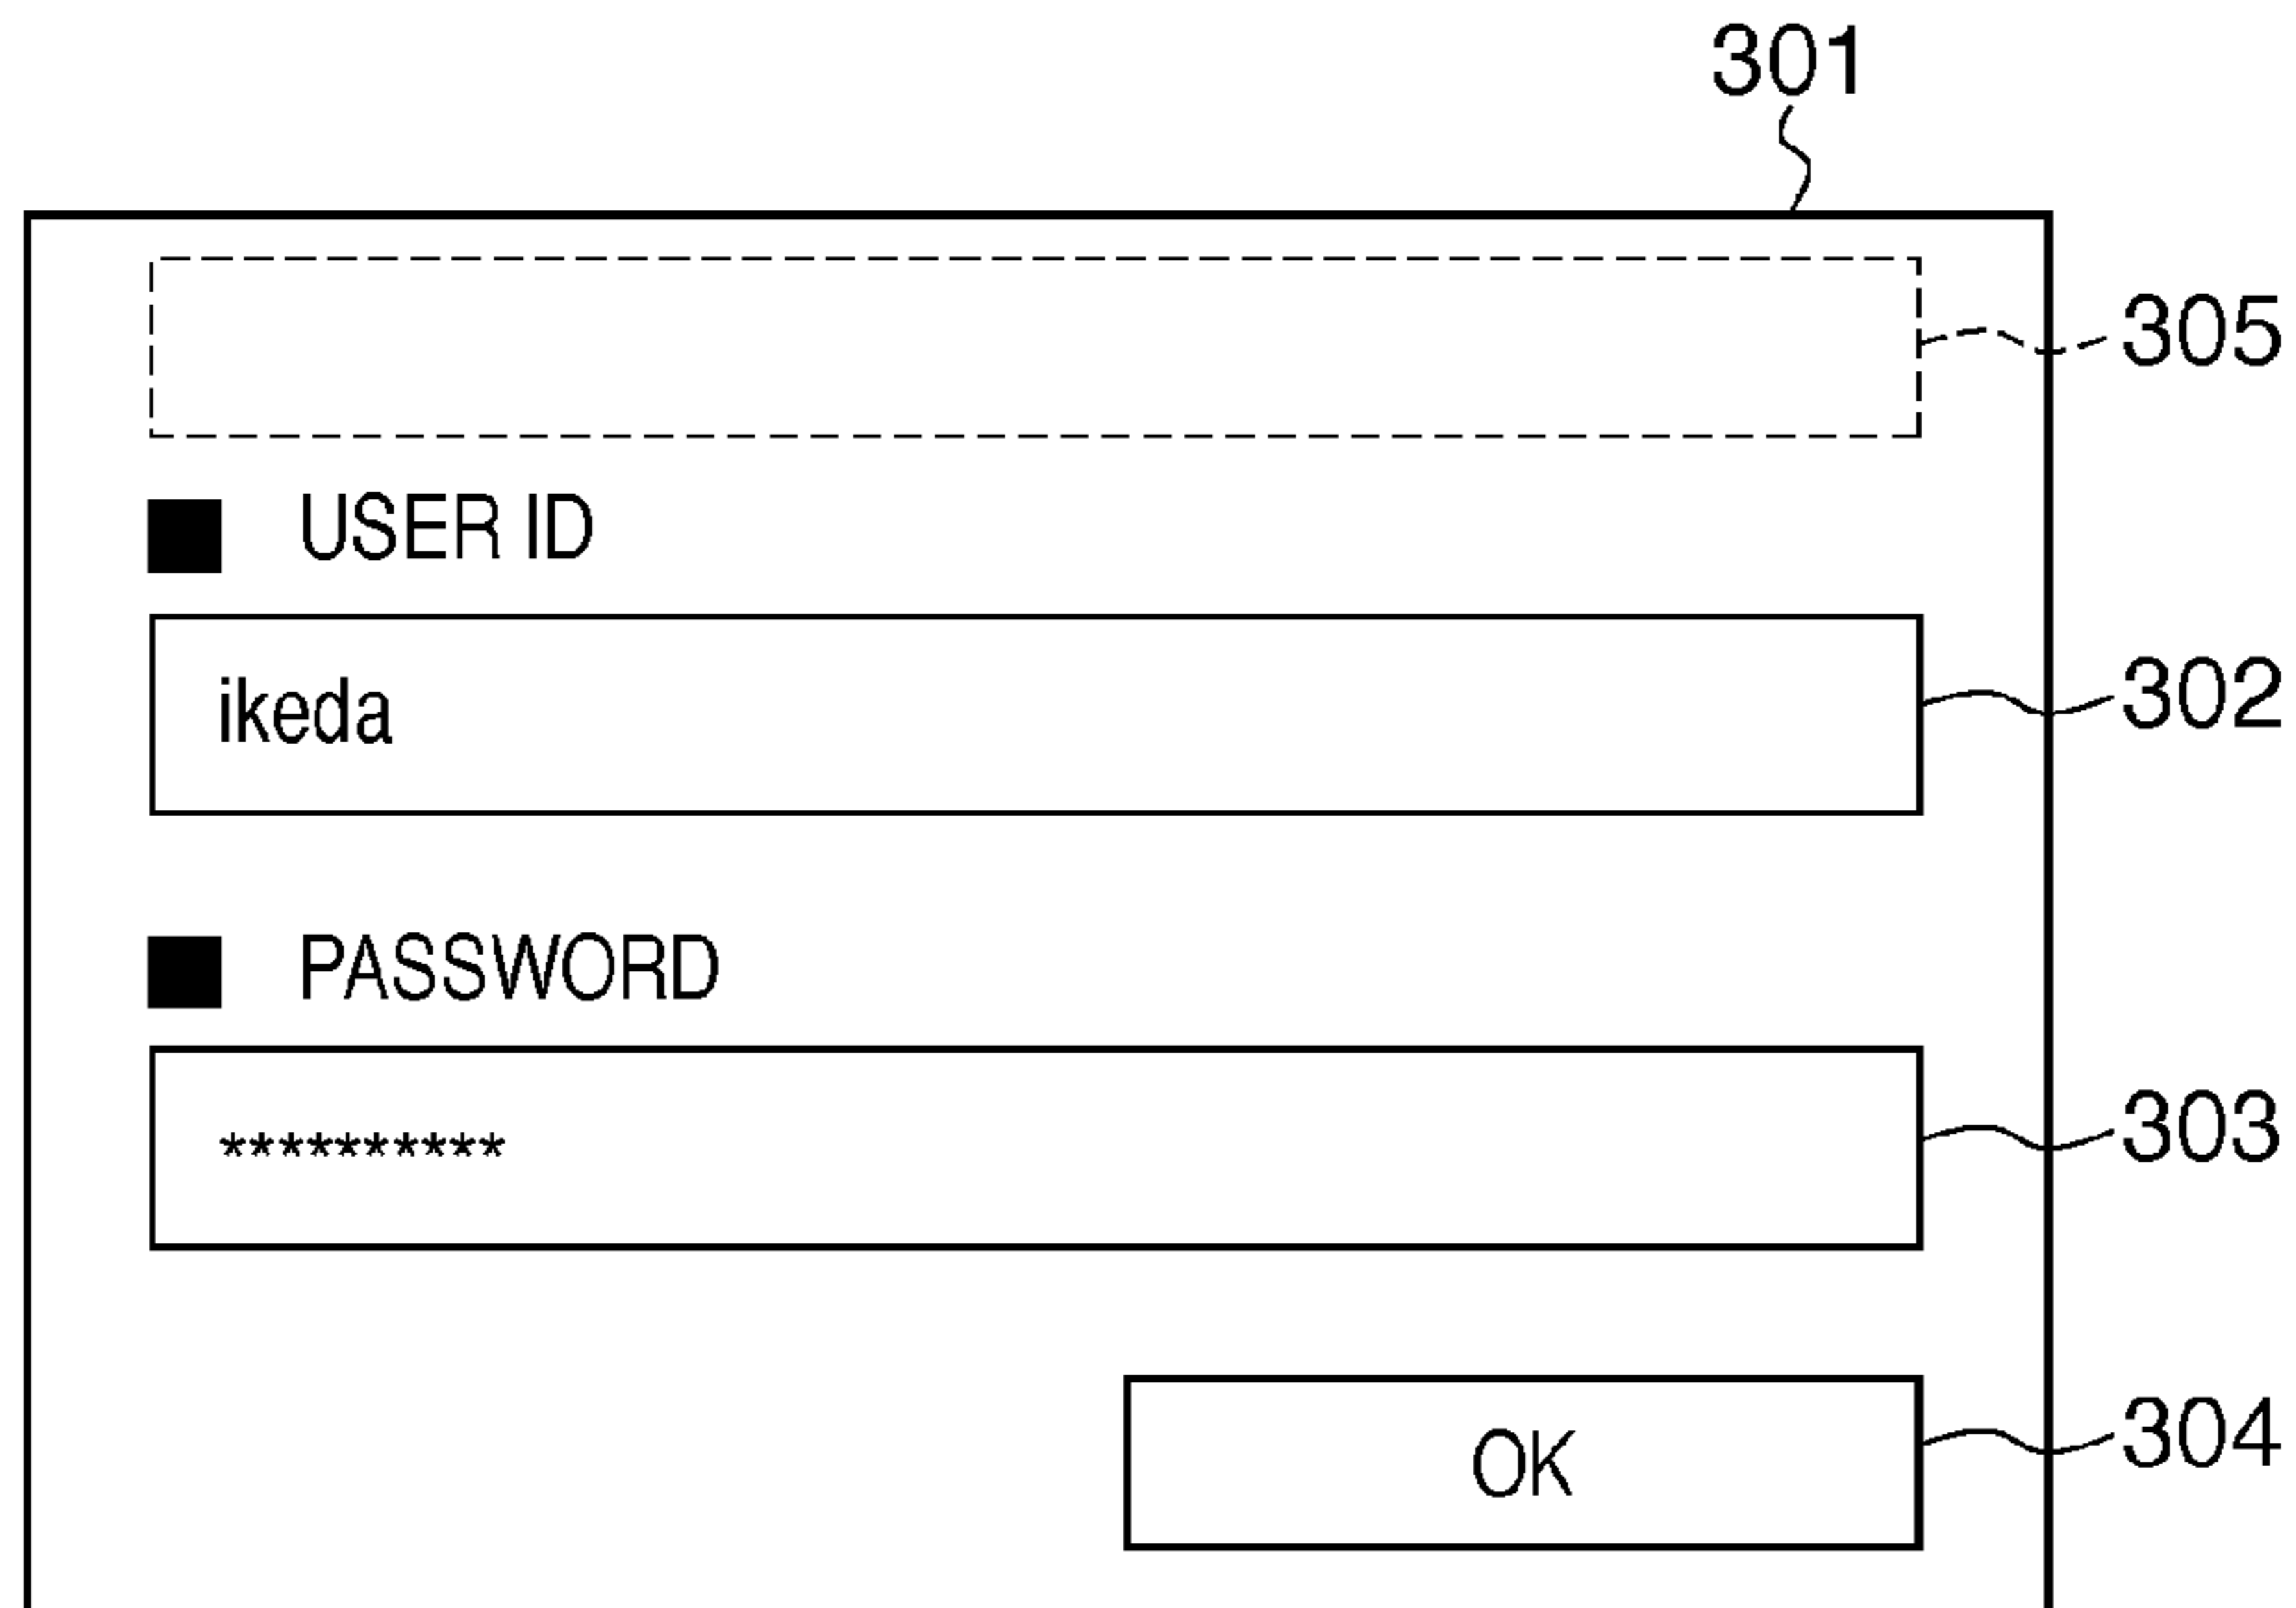 301
305
■ USER ID
ikeda
302
■ PASSWORD
**********
303
OK
304